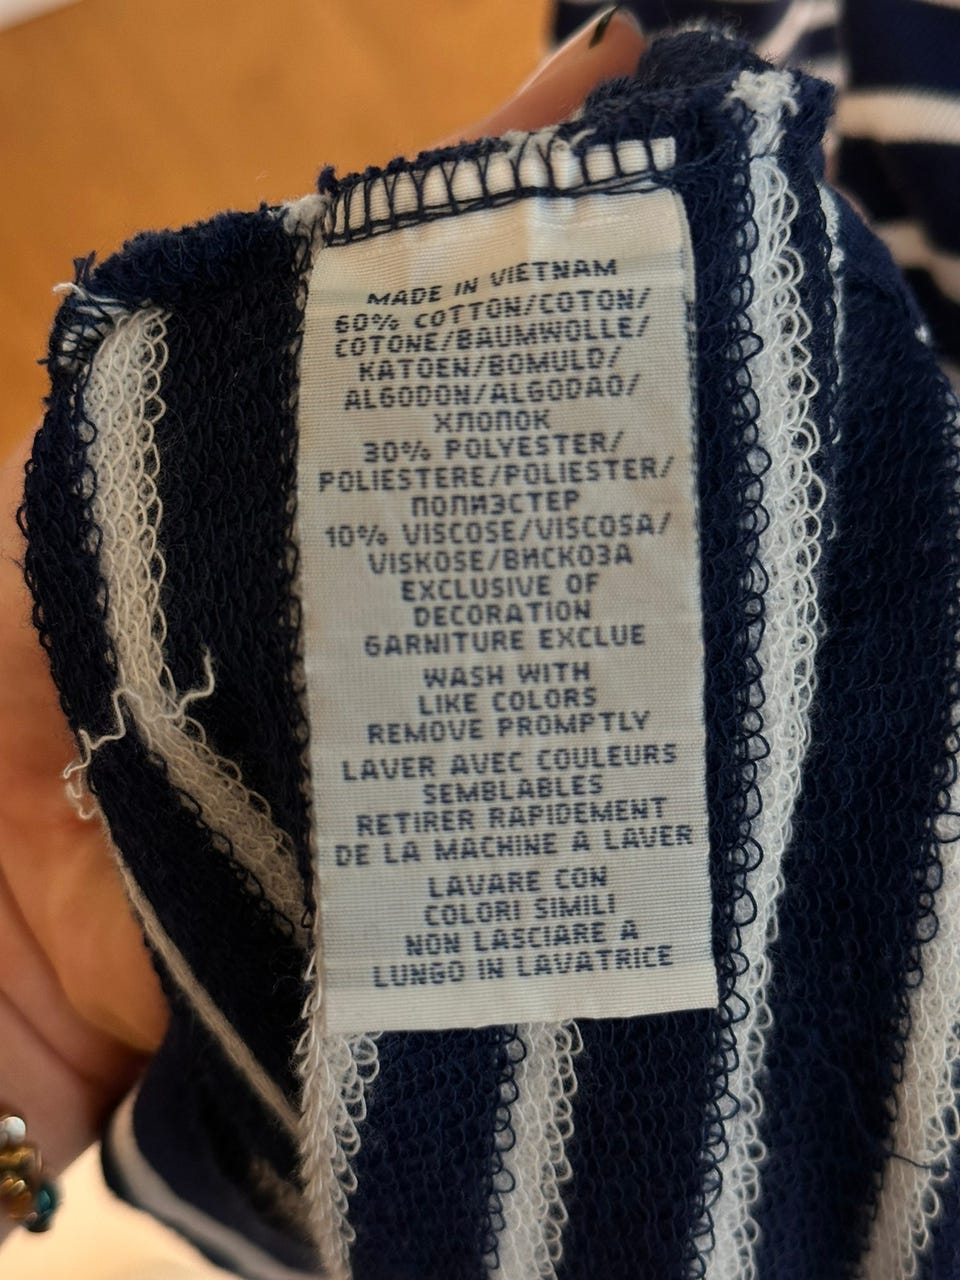 MADE IN VIETNAM
60% COTTON/COTON/
COTONE/BAUMWOLLE/
KATOEN/BOMULD/
ALGODON/ALGODAO/
ХЛОПОК
30% POLYESTER/
POLIESTERE/POLIESTER/
ПОЛИЭСТЕР
10% VISCOSE/VISCOSA/
VISKOSE/ВИСКОЗА
EXCLUSIVE OF
DECORATION
GARNITURE EXCLUE
WASH WITH
LIKE COLORS
REMOVE PROMPTLY
LAVER AVEC COULEURS
SEMBLABLES
RETIRER RAPIDEMENT
DE LA MACHINE A LAVER
LAVARE CON
COLORI SIMILI
NON LASCIARE A
LUNGO IN LAVATRICE